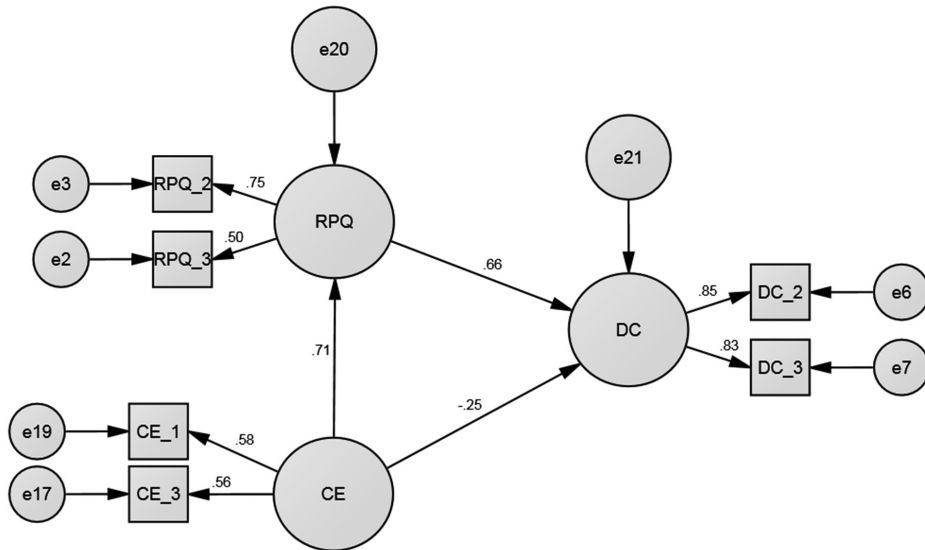 e20
e21
e3
RPQ_2
.75
RPQ
e2
RPQ_3
.50
.66
.85
DC_2
e6
DC
.83
DC_3
e7
.71
-.25
e19
CE_1
.58
CE
e17
CE_3
.56